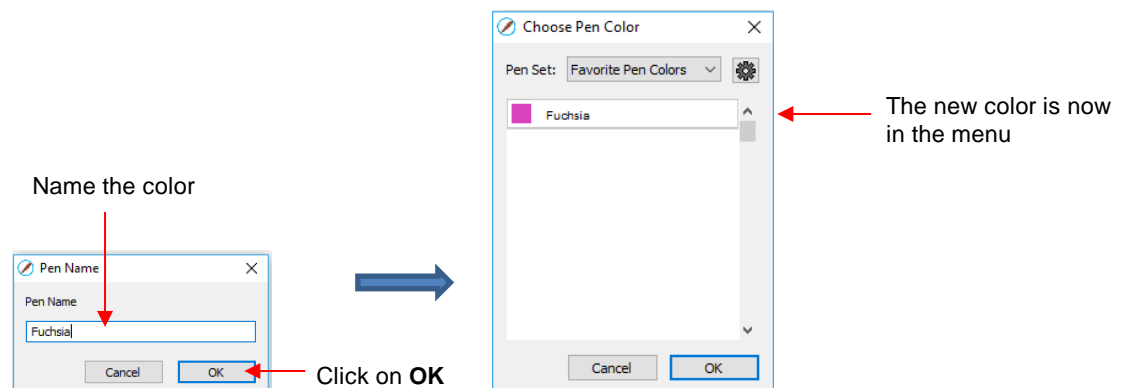 Name the color
Pen Name
Pen Name
Fuchsia
Cancel OK
Click on OK
Choose Pen Color
Pen Set: Favorite Pen Colors
Fuchsia
Cancel OK
The new color is now
in the menu